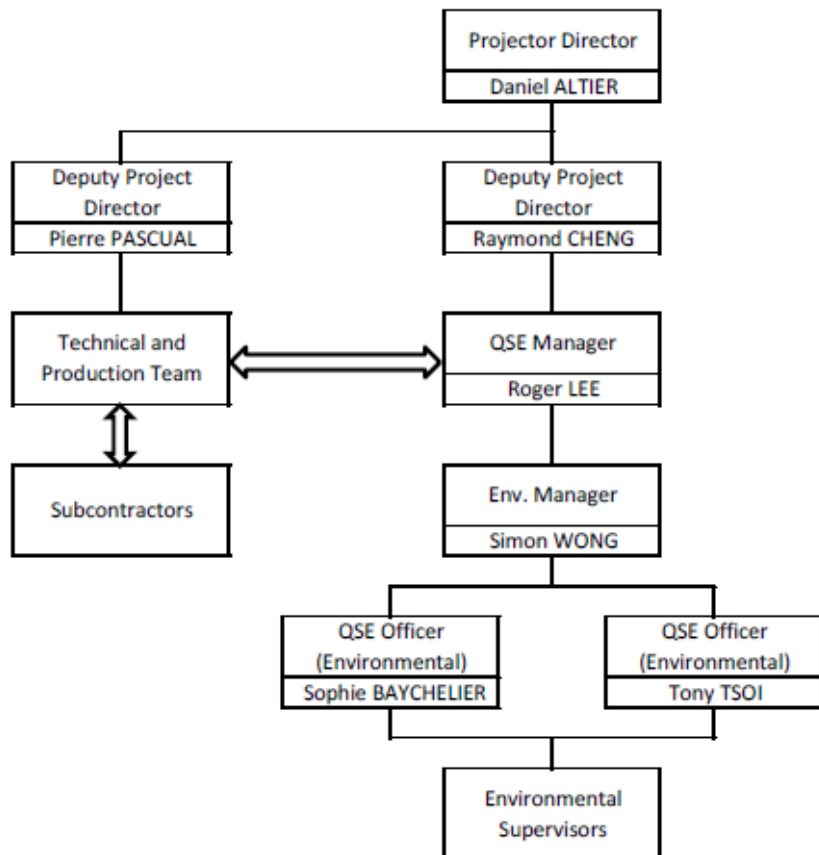 Projector Director
Daniel ALTIER
Deputy Project
Director
Pierre PASCUAL
Deputy Project
Director
Raymond CHENG
Technical and
Production Team
QSE Manager
Roger LEE
Subcontractors
Env. Manager
Simon WONG
QSE Officer
(Environmental)
Sophie BAYCHELIER
QSE Officer
(Environmental)
Tony TSOI
Environmental
Supervisors